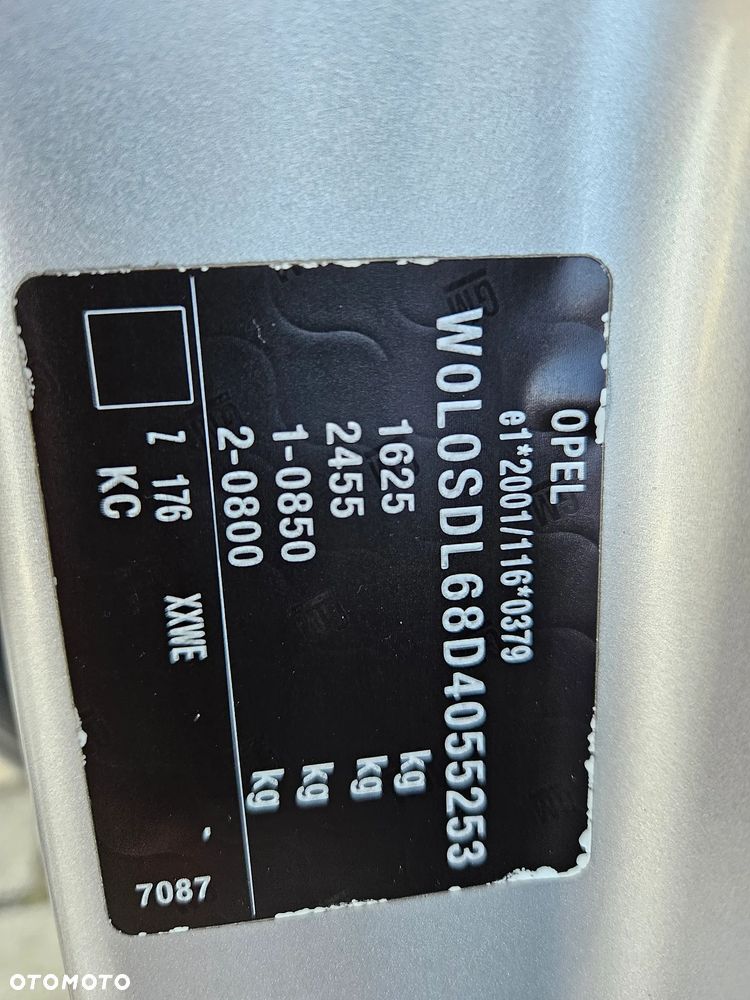 OPEL
e1*2001/116*0379
W0L0SDL68D4055253
1625 kg
2455 kg
1-0850 kg
2-0800 kg
Z 176 XXWE
KC
7087
OTOMOTO